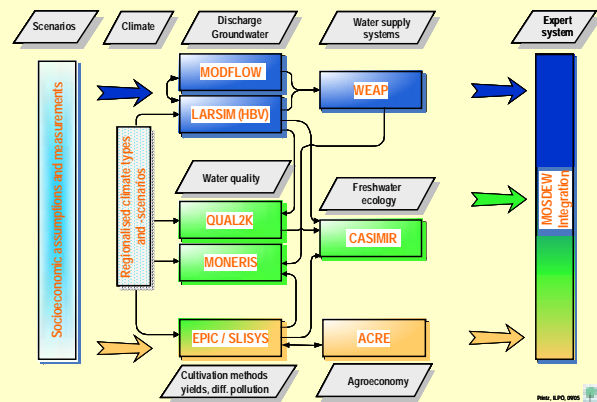 Scenarios
Climate
Discharge
Groundwater
Water supply
systems
Expert
system
Socioeconomic assumptions and measurements
Regionalised climate types
and -scenarios
MODFLOW
LARSIM (HBV)
WEAP
Water quality
Freshwater
ecology
QUAL2K
MONERIS
CASIMIR
MOSDEW
Integration
EPIC / SLISYS
ACRE
Cultivation methods
yields, diff. pollution
Agroeconomy
Printz, ILPÖ, 09/05